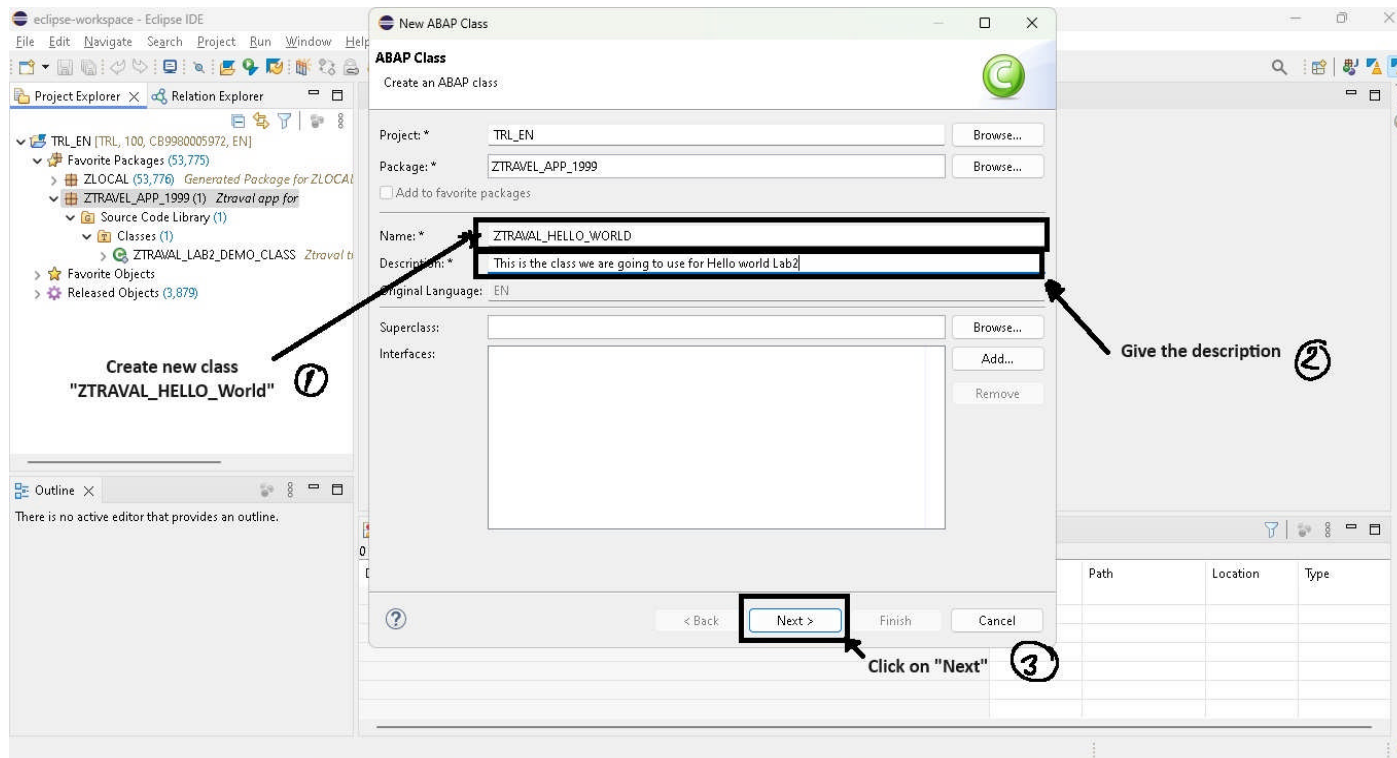 eclipse-workspace - Eclipse IDE
File Edit Navigate Search Project Run Window Help
Project Explorer Relation Explorer
TRL_EN [TRL, 100, CB9980005972, EN]
Favorite Packages (53,775)
ZLOCAL (53,776) Generated Package for ZLOCAL
ZTRAVEL_APP_1999 (1) Ztraval app for
Source Code Library (1)
Classes (1)
ZTRAVAL_LAB2_DEMO_CLASS Ztraval t
Favorite Objects
Released Objects (3,879)
Create new class
"ZTRAVAL_HELLO_World" 1
Outline
There is no active editor that provides an outline.
New ABAP Class
ABAP Class
Create an ABAP class
Project: * TRL_EN Browse...
Package: * ZTRAVEL_APP_1999 Browse...
Add to favorite packages
Name: * ZTRAVAL_HELLO_WORLD
Description: * This is the class we are going to use for Hello world Lab2
Original Language: EN
Superclass: Browse...
Interfaces: Add...
Remove
Give the description 2
? < Back Next > Finish Cancel
Click on "Next" 3
0
Path Location Type